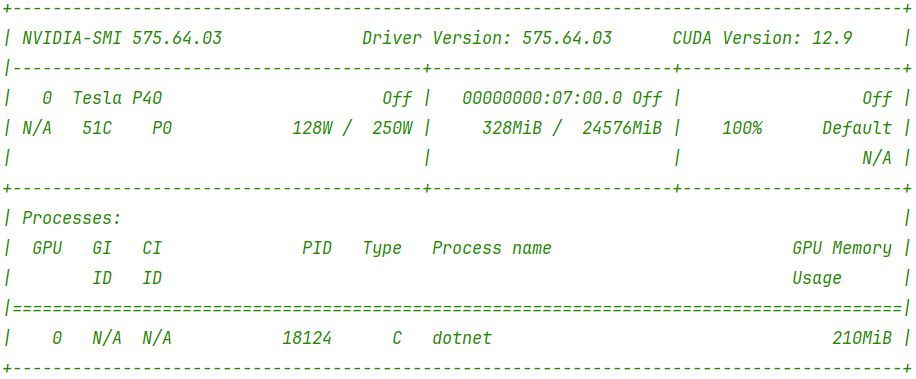 +-----------------------------------------------------------------------------------------+
| NVIDIA-SMI 575.64.03              Driver Version: 575.64.03      CUDA Version: 12.9     |
|-----------------------------------------+------------------------+----------------------+
|   0  Tesla P40                      Off |   00000000:07:00.0 Off |                  Off |
| N/A   51C    P0            128W /  250W |     328MiB /  24576MiB |    100%      Default |
|                                         |                        |                  N/A |
+-----------------------------------------+------------------------+----------------------+
| Processes:                                                                              |
|  GPU   GI   CI              PID   Type   Process name                        GPU Memory |
|        ID   ID                                                               Usage      |
|=========================================================================================|
|    0   N/A  N/A           18124      C   dotnet                                  210MiB |
+-----------------------------------------------------------------------------------------+